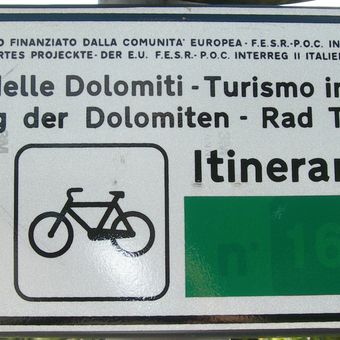 O FINANZIATO DALLA COMUNITA' EUROPEA - F.E.S.R.-P.O.C. IN
RTES PROJECKTE- DER E.U. F.E.S.R.-P.O.C. INTERREG II ITALIE
delle Dolomiti - Turismo in
g der Dolomiten - Rad T
Itinerar
n° 16